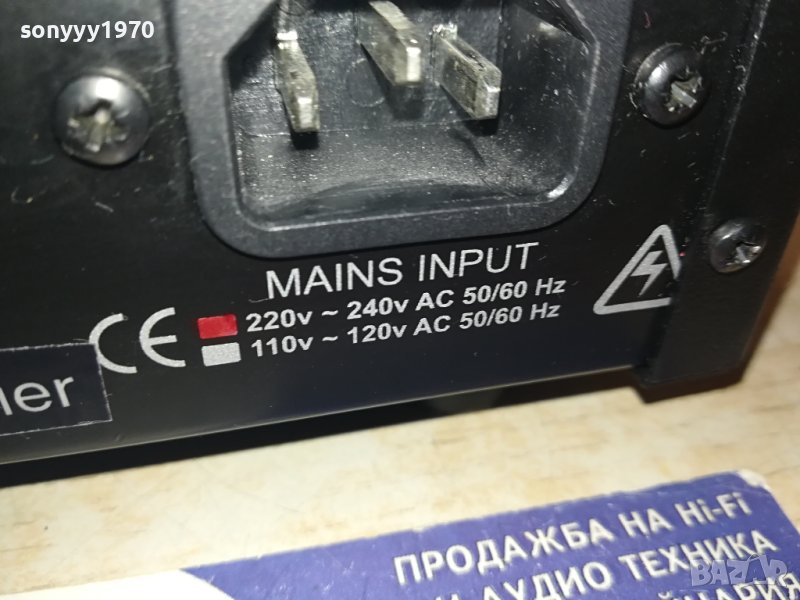 sonyyy1970
MAINS INPUT
CE
220v ~ 240v AC 50/60 Hz
110v ~ 120v AC 50/60 Hz
ler
ПРОДАЖБА НА Hi-Fi
И АУДИО ТЕХНИКА
BAZAR